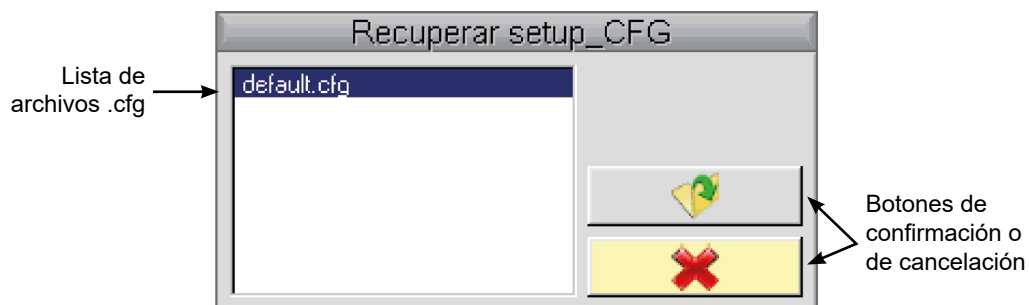 Recuperar setup_CFG
Lista de
archivos .cfg
default.cfg
Botones de
confirmación o
de cancelación